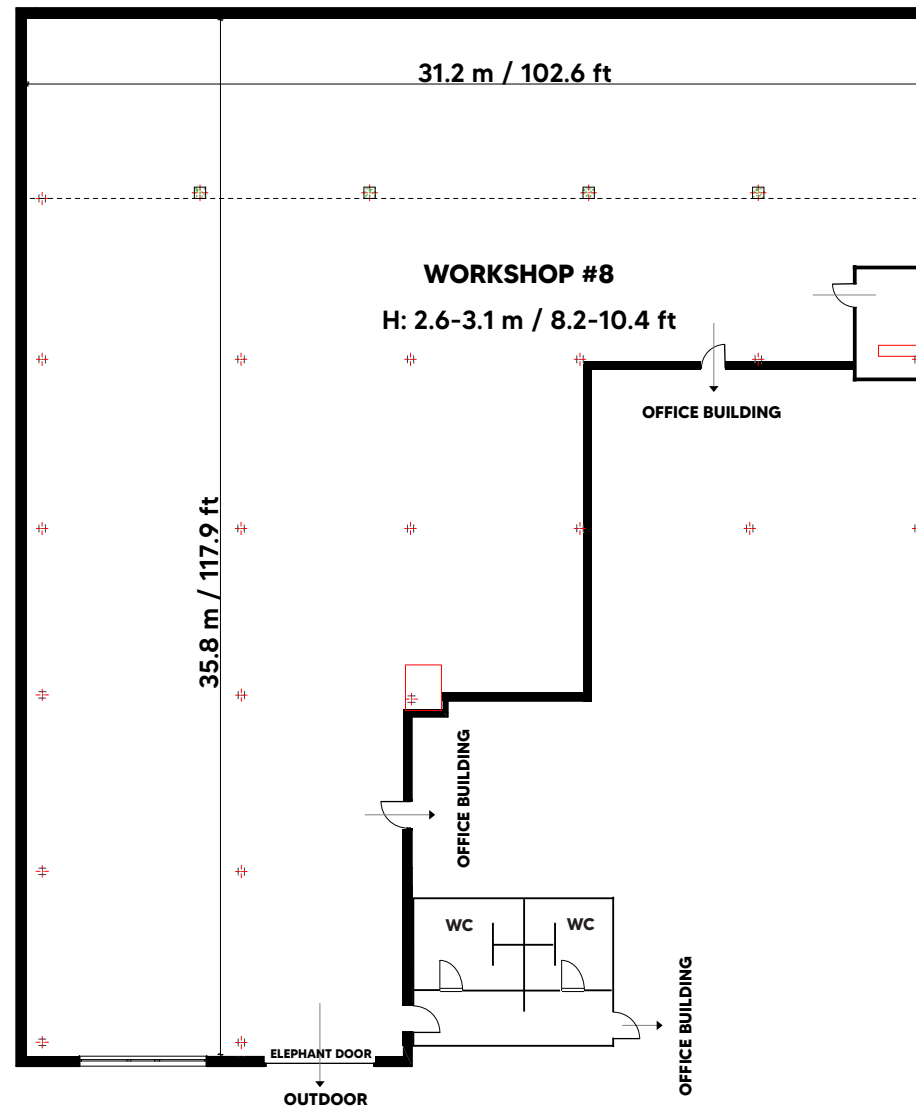 31.2 m / 102.6 ft
WORKSHOP #8
H: 2.6-3.1 m / 8.2-10.4 ft
OFFICE BUILDING
35.8 m / 117.9 ft
OFFICE BUILDING
WC
WC
OFFICE BUILDING
ELEPHANT DOOR
OUTDOOR